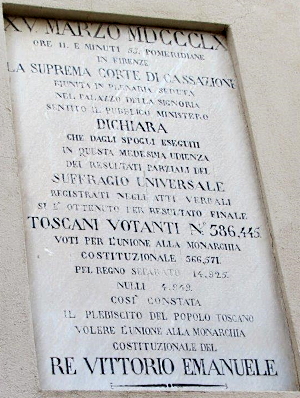 XV MARZO MDCCCLX
ORE 11. E MINUTI 53. POMERIDIANE
IN FIRENZE
LA SUPREMA CORTE DI CASSAZIONE
RIUNITA IN PLENARIA SEDUTA
NEL PALAZZO DELLA SIGNORIA
SENTITO IL PUBBLICO MINISTERO
DICHIARA
CHE DAGLI SPOGLI ESEGUITI
IN QUESTA MEDESIMA UDIENZA
DEI RESULTATI PARZIALI DEL
SUFFRAGIO UNIVERSALE
REGISTRATI NEGLI ATTI VERBALI
SI È OTTENUTO PER RESULTATO FINALE
TOSCANI VOTANTI N.º 386.445.
VOTI PER L'UNIONE ALLA MONARCHIA
COSTITUZIONALE 366,571.
PEL REGNO SEPARATO 14.925.
NULLI 4.949.
COSÌ CONSTATA
IL PLEBISCITO DEL POPOLO TOSCANO
VOLERE L'UNIONE ALLA MONARCHIA
COSTITUZIONALE DEL
RE VITTORIO EMANUELE